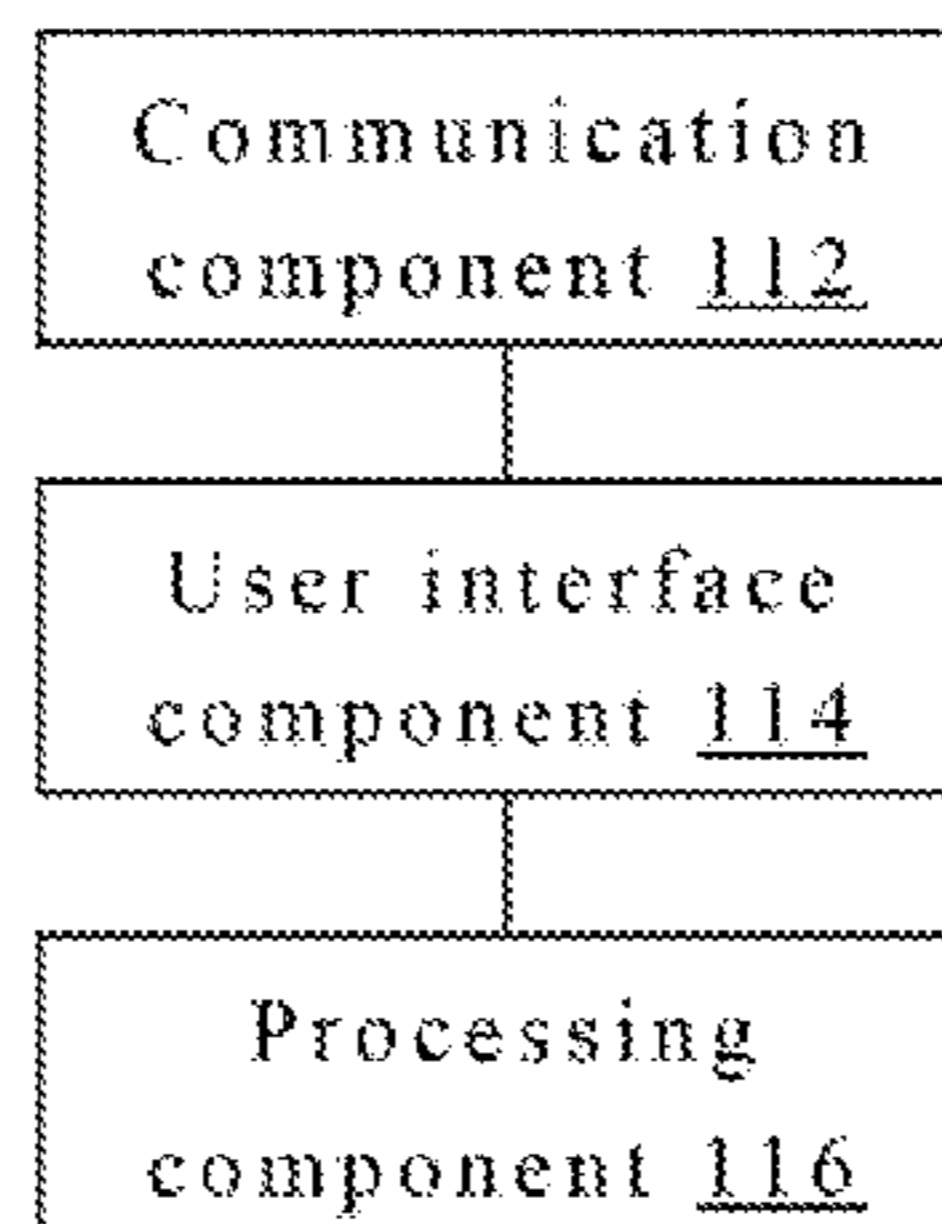 Communication
component 112
User interface
component 114
Processing
component 116